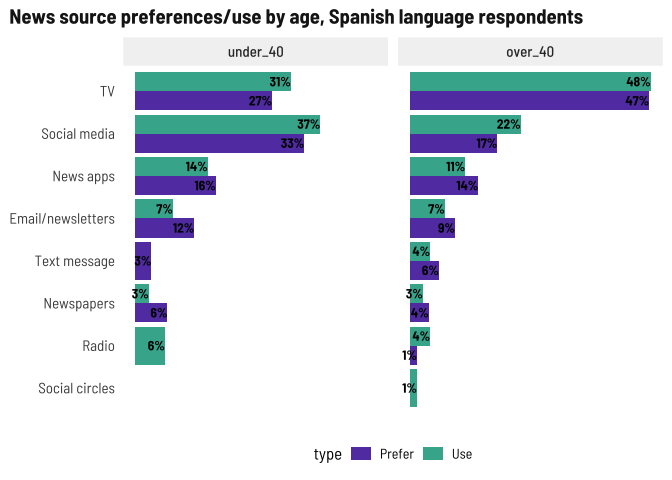 News source preferences/use by age, Spanish language respondents
under_40 over_40
TV 31% 27% 48% 47%
Social media 37% 33% 22% 17%
News apps 14% 16% 11% 14%
Email/newsletters 7% 12% 7% 9%
Text message 3% 4% 6%
Newspapers 3% 6% 3% 4%
Radio 6% 4% 1%
Social circles 1%
type Prefer Use